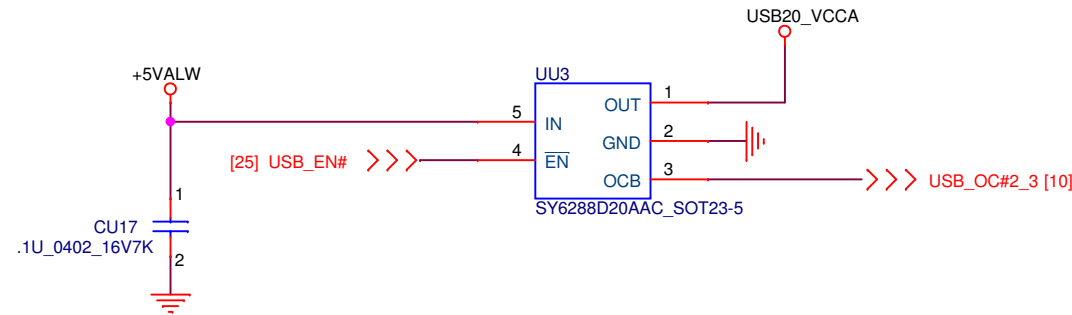 USB20_VCCA
+5VALW
UU3
1
OUT
5
IN
2
GND
[25] USB_EN#
4
EN
3
OCB
USB_OC#2_3 [10]
SY6288D20AAC_SOT23-5
1
CU17
.1U_0402_16V7K
2